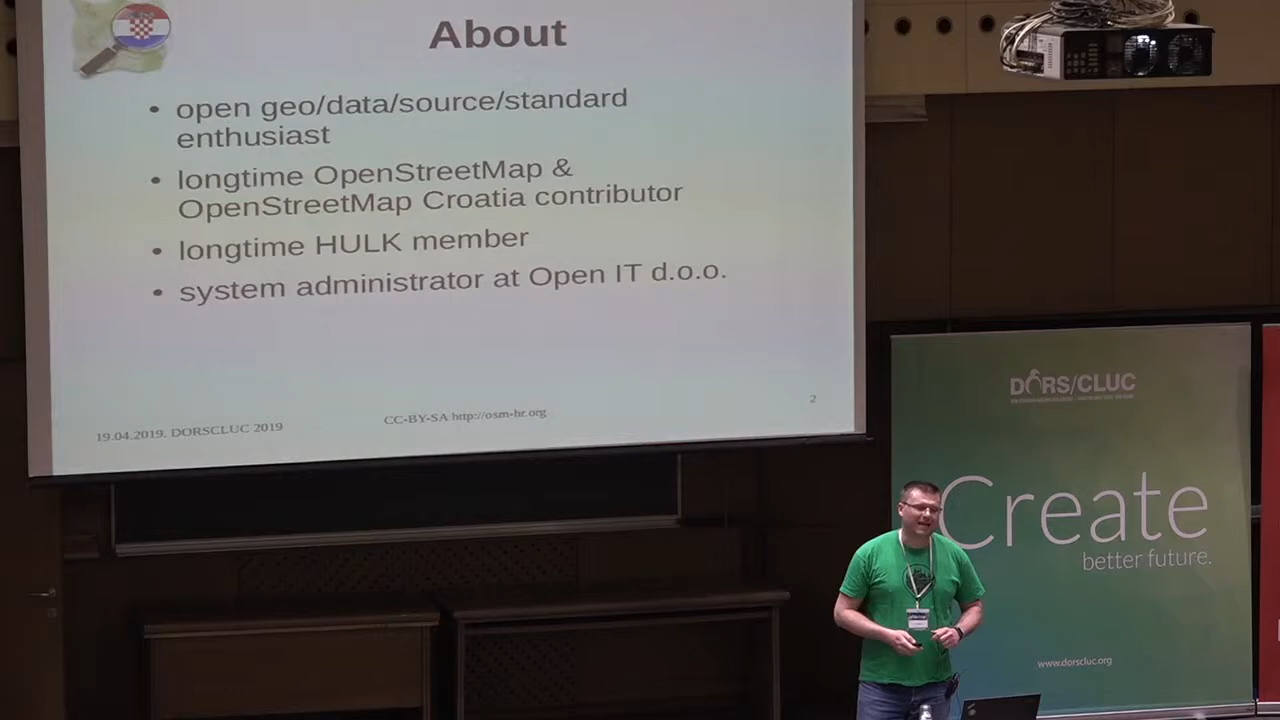 About
• open geo/data/source/standard
enthusiast
• longtime OpenStreetMap &
OpenStreetMap Croatia contributor
• longtime HULK member
• system administrator at Open IT d.o.o.
19.04.2019. DORSCLUC 2019
CC-BY-SA http://osm-hr.org
2
DORS/CLUC
Create
better future.
www.dorscluc.org